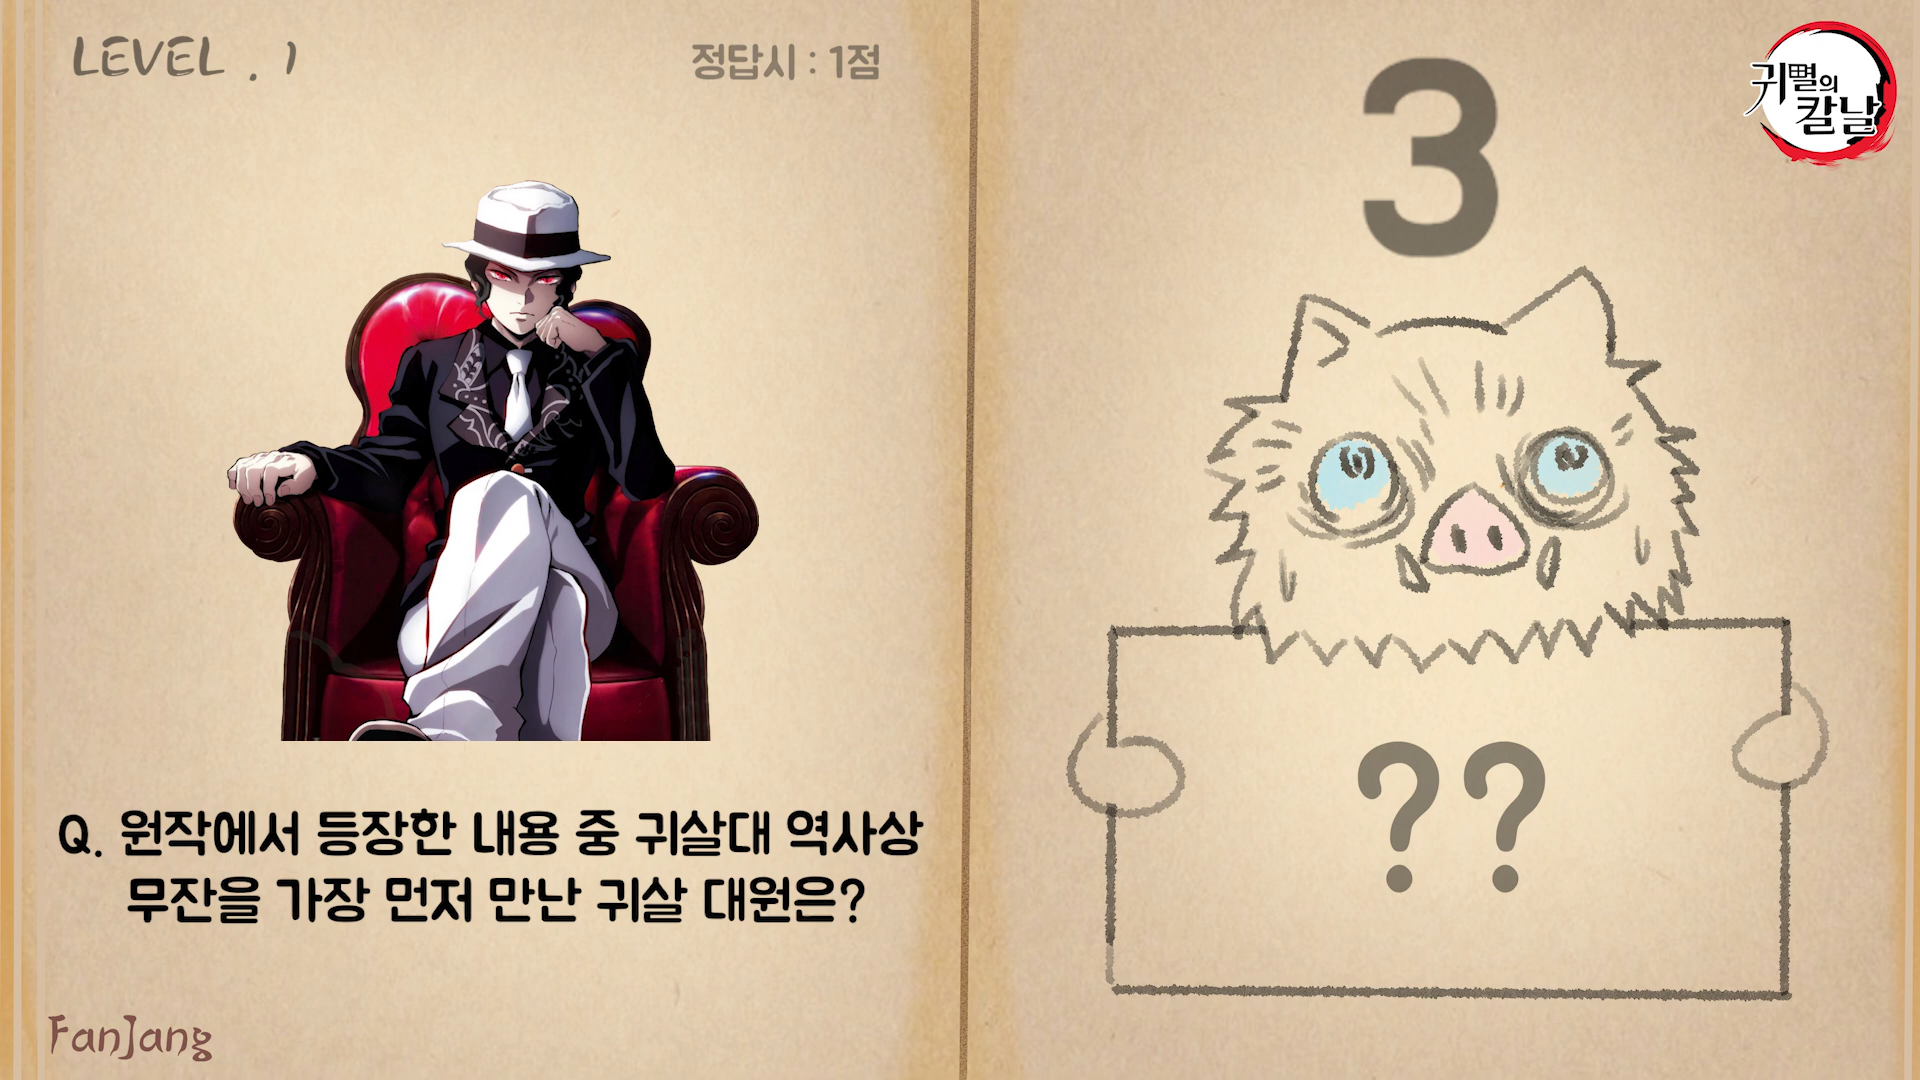 LEVEL . 1
정답시 : 1점
Q. 원작에서 등장한 내용 중 귀살대 역사상
무잔을 가장 먼저 만난 귀살 대원은?
FanJang
3
귀멸의
칼날
??